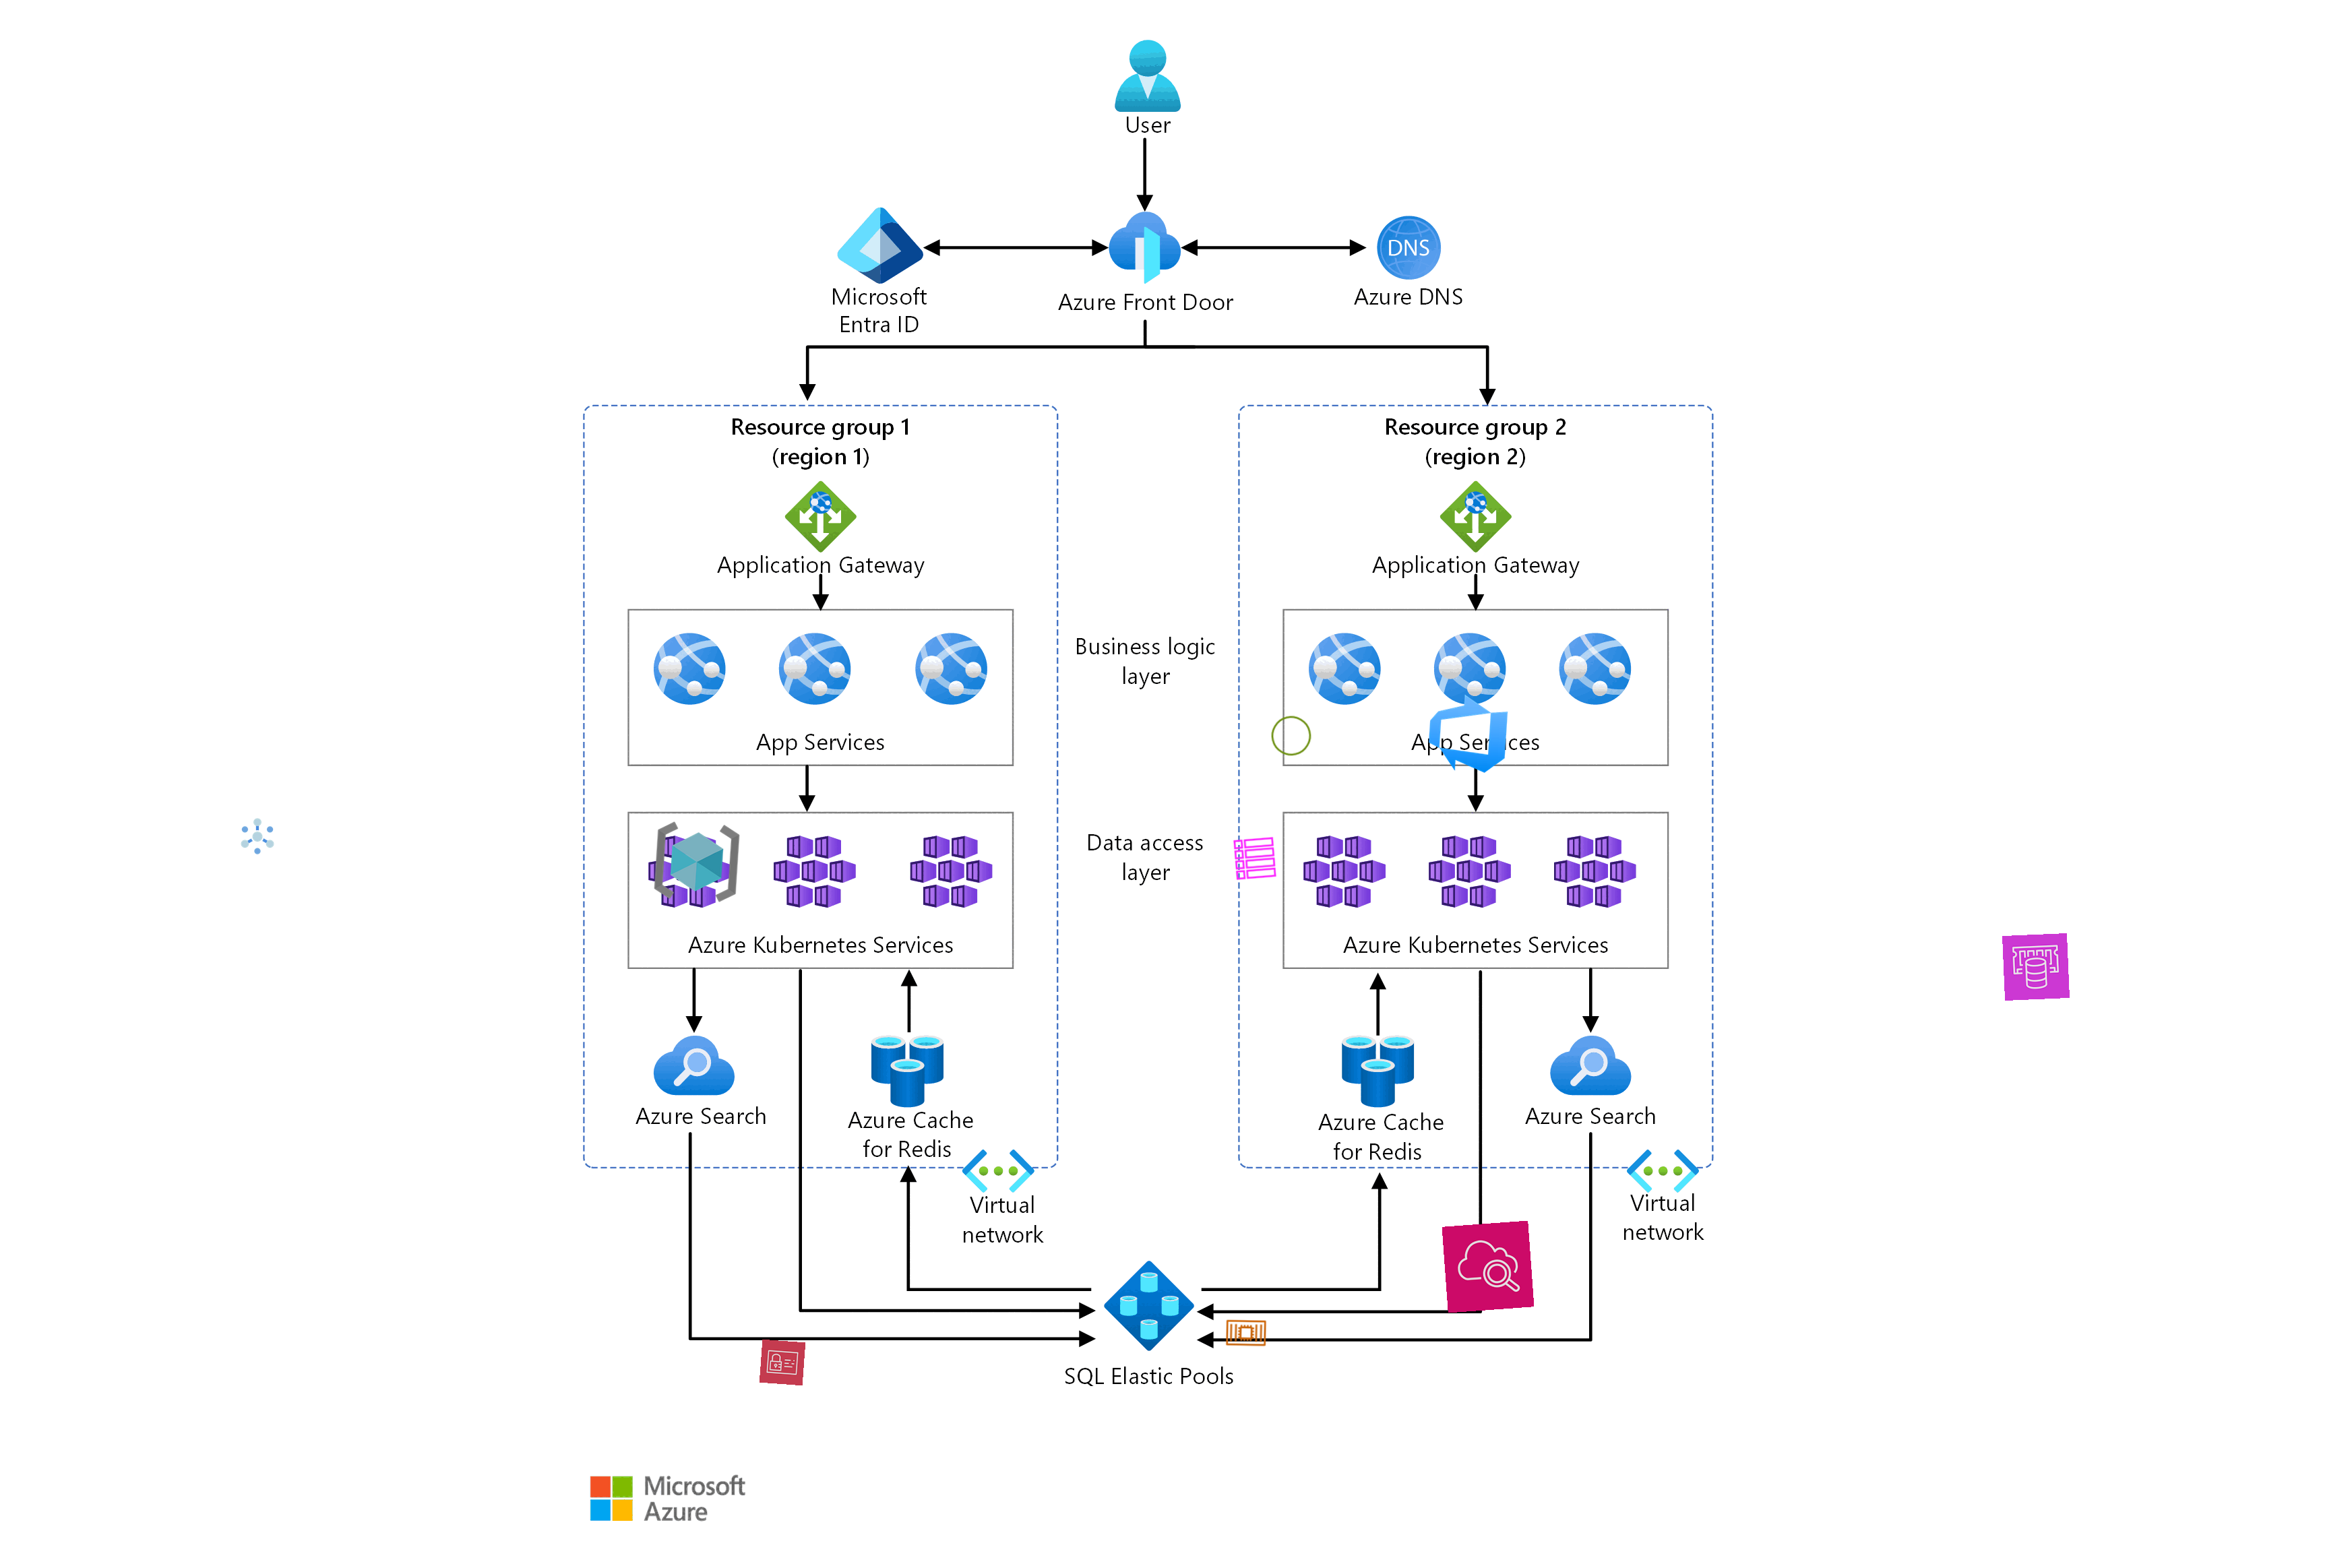 User
DNS
Microsoft
Entra ID
Azure Front Door
Azure DNS
Resource group 1
(region 1)
Resource group 2
(region 2)
Application Gateway
Application Gateway
Business logic
layer
App Services
App Services
Data access
layer
Azure Kubernetes Services
Azure Kubernetes Services
Azure Search
Azure Cache
for Redis
Azure Cache
for Redis
Azure Search
Virtual
network
Virtual
network
SQL Elastic Pools
Microsoft
Azure